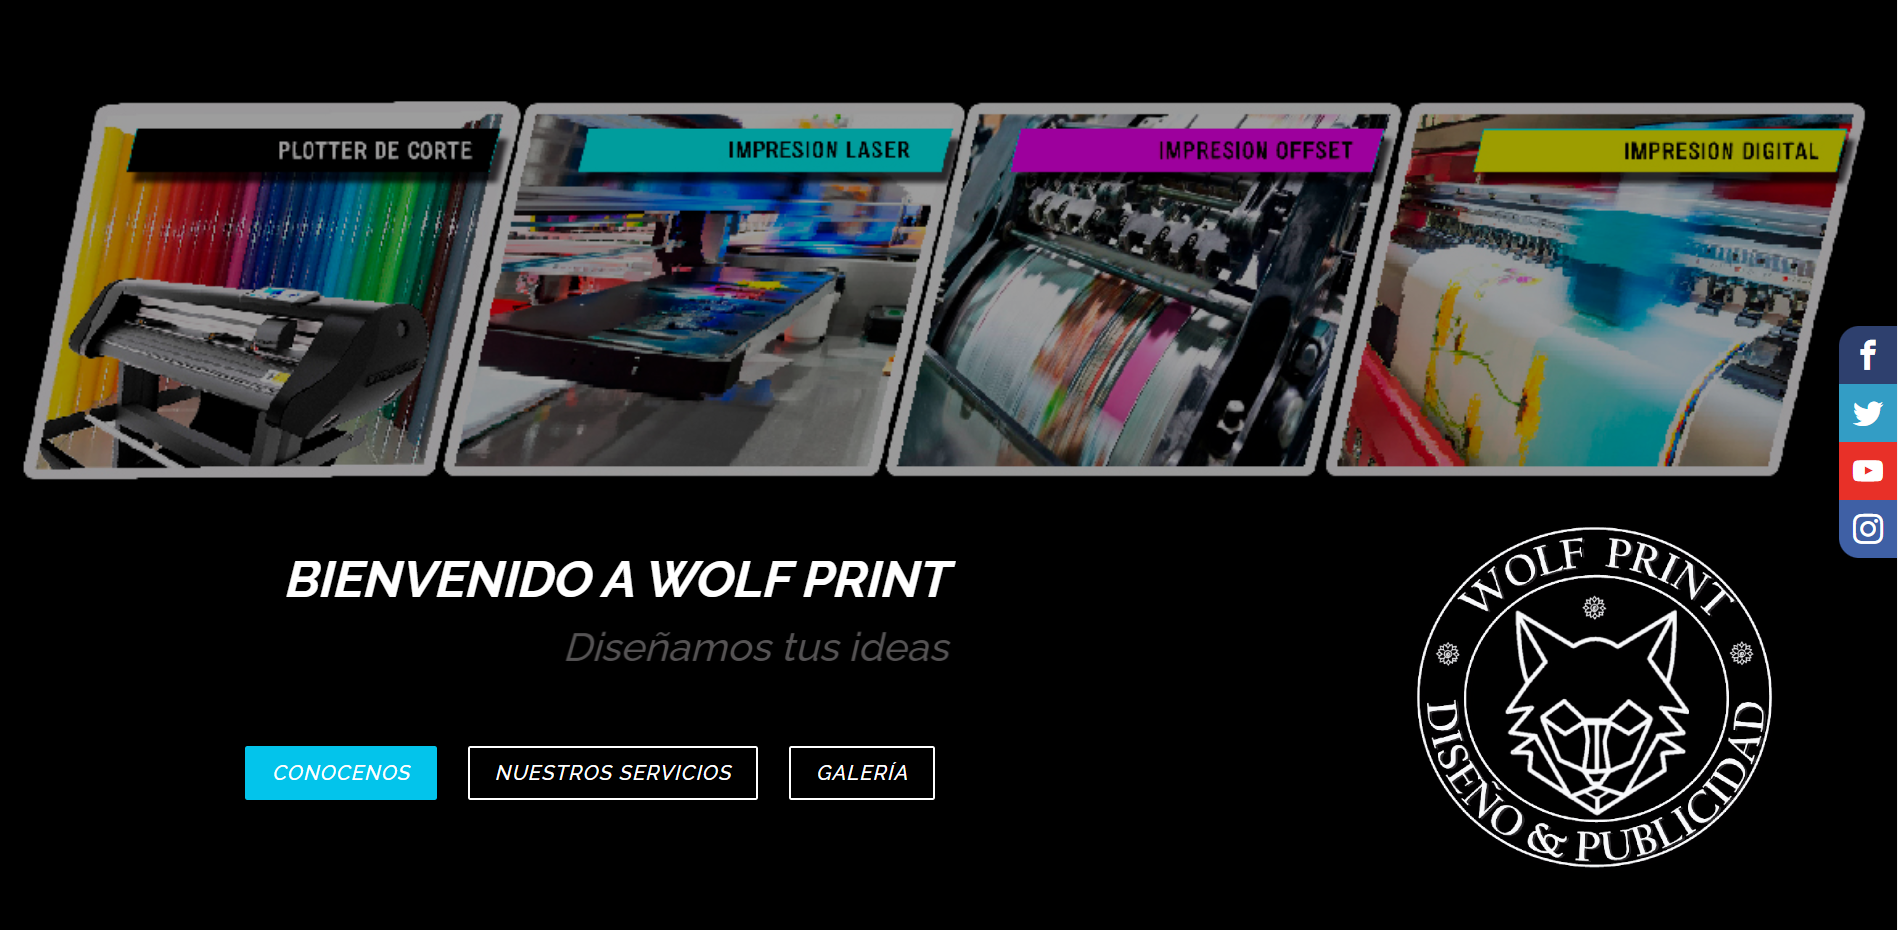 PLOTTER DE CORTE
IMPRESION LASER
IMPRESION OFFSET
IMPRESION DIGITAL
BIENVENIDO A WOLF PRINT
Diseñamos tus ideas
CONOCENOS
NUESTROS SERVICIOS
GALERÍA
WOLF PRINT
DISEÑO & PUBLICIDAD